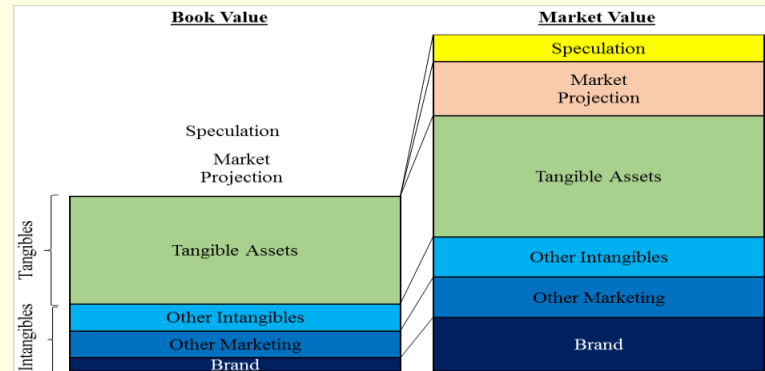 Book Value
Market Value
Speculation
Market
Projection
Tangible Assets
Other Intangibles
Other Marketing
Brand
Speculation
Market
Projection
Tangible Assets
Other Intangibles
Other Marketing
Brand
Tangibles
Intangibles